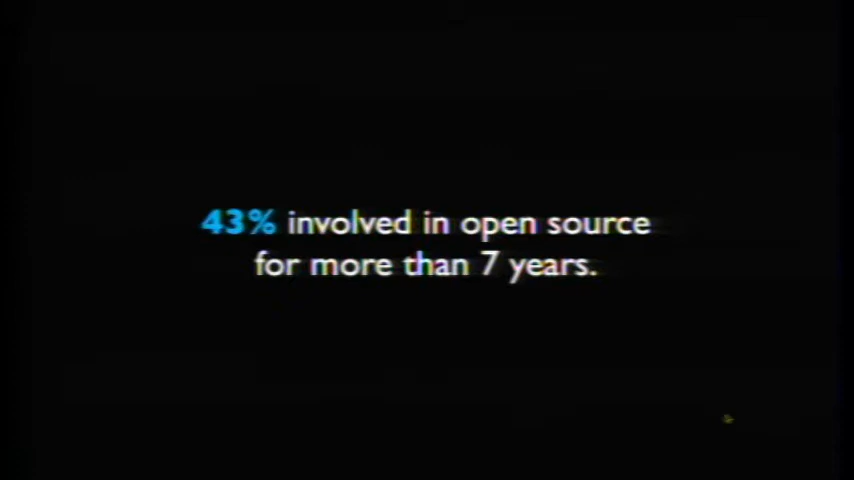 43% involved in open source
for more than 7 years.